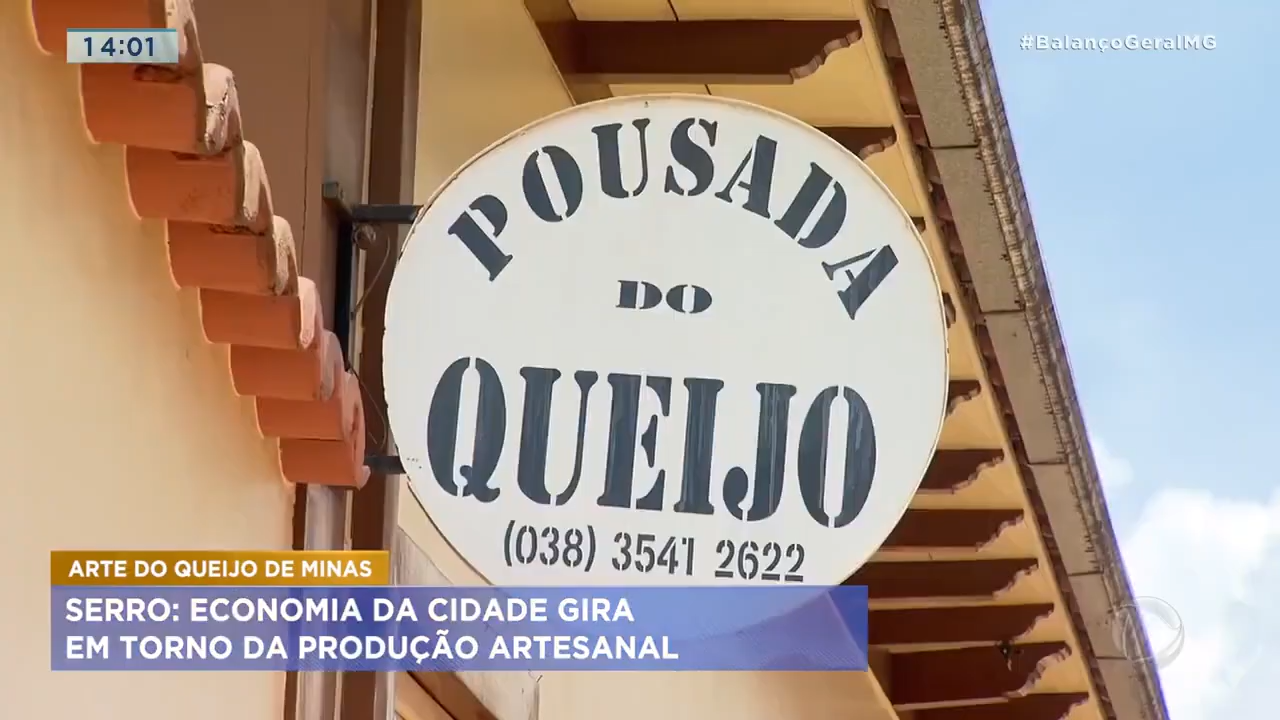 14:01
#BalançoGeralMG
POUSADA
DO
QUEIJO
(038) 3541 2622
ARTE DO QUEIJO DE MINAS
SERRO: ECONOMIA DA CIDADE GIRA
EM TORNO DA PRODUÇÃO ARTESANAL